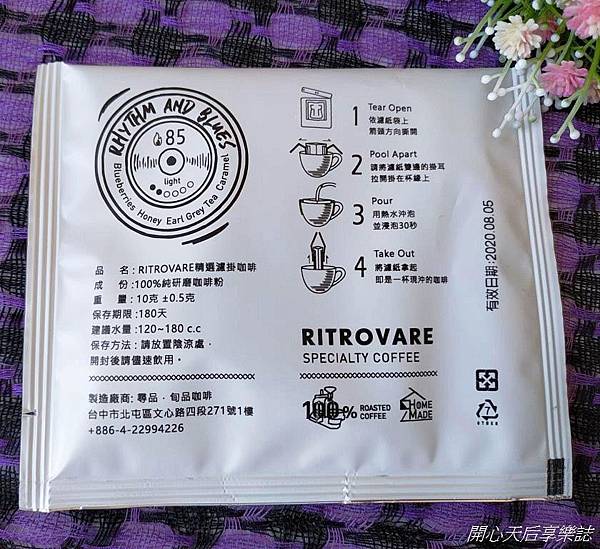 RHYTHM AND BLUES
85
light
Blueberries Honey Earl Grey Tea Caramel
1 Tear Open
依濾紙袋上
箭頭方向撕開
2 Pool Apart
請將濾紙雙邊的掛耳
拉開掛在杯緣上
3 Pour
用熱水沖泡
並浸泡30秒
4 Take Out
將濾紙拿起
即是一杯現沖的咖啡
有效日期:2020.08.05
品 名:RITROVARE精選濾掛咖啡
成 份:100%純研磨咖啡粉
重 量:10克 ±0.5克
保存期限:180天
建議水量:120~180 c.c
保存方法:請放置陰涼處,
開封後請儘速飲用。
製造廠商: 尋品,旬品咖啡
台中市北屯區文心路四段271號1樓
+886-4-22994226
RITROVARE
SPECIALTY COFFEE
100% ROASTED
COFFEE
HOME
MADE
7
OTHER
開心天后享樂誌